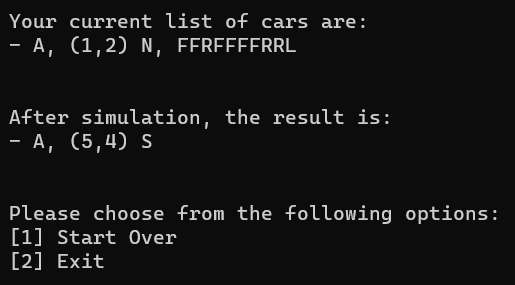 Your current list of cars are:
- A, (1,2) N, FFRFFFFRRL

After simulation, the result is:
- A, (5,4) S

Please choose from the following options:
[1] Start Over
[2] Exit